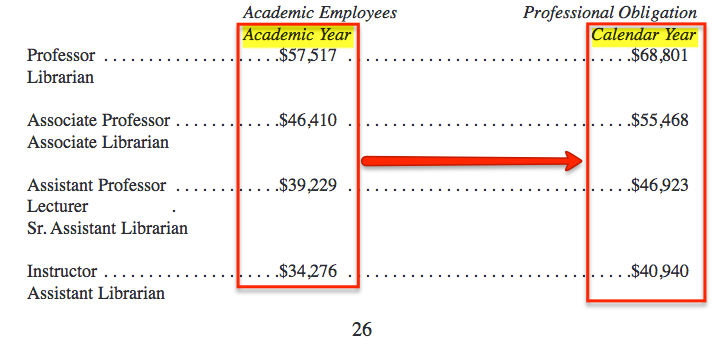 Academic Employees Professional Obligation
Academic Year Calendar Year
Professor . . . . . . . . . . . . . . . . .$57,517 . . . . . . . . . . . . . . . . . . . . . . . . . . . . . .$68,801
Librarian
Associate Professor . . . . . . . . . .$46,410 . . . . . . . . . . . . . . . . . . . . . . . . . . . . . .$55,468
Associate Librarian
Assistant Professor . . . . . . . . . .$39,229 . . . . . . . . . . . . . . . . . . . . . . . . . . . . . .$46,923
Lecturer .
Sr. Assistant Librarian
Instructor . . . . . . . . . . . . . . . . .$34,276 . . . . . . . . . . . . . . . . . . . . . . . . . . . . . .$40,940
Assistant Librarian
26